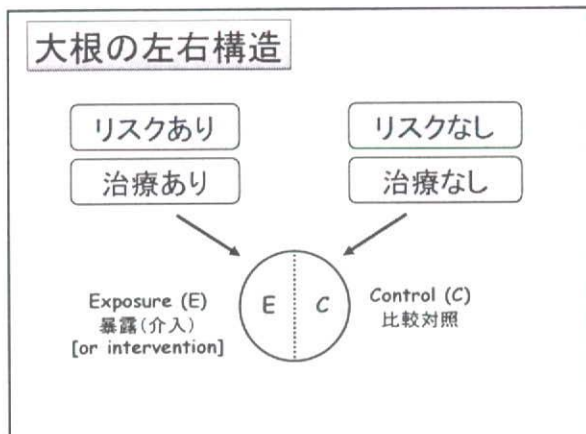 大根の左右構造
リスクあり
リスクなし
治療あり
治療なし
Exposure (E)
暴露(介入)
[or intervention]
E
C
Control (C)
比較対照